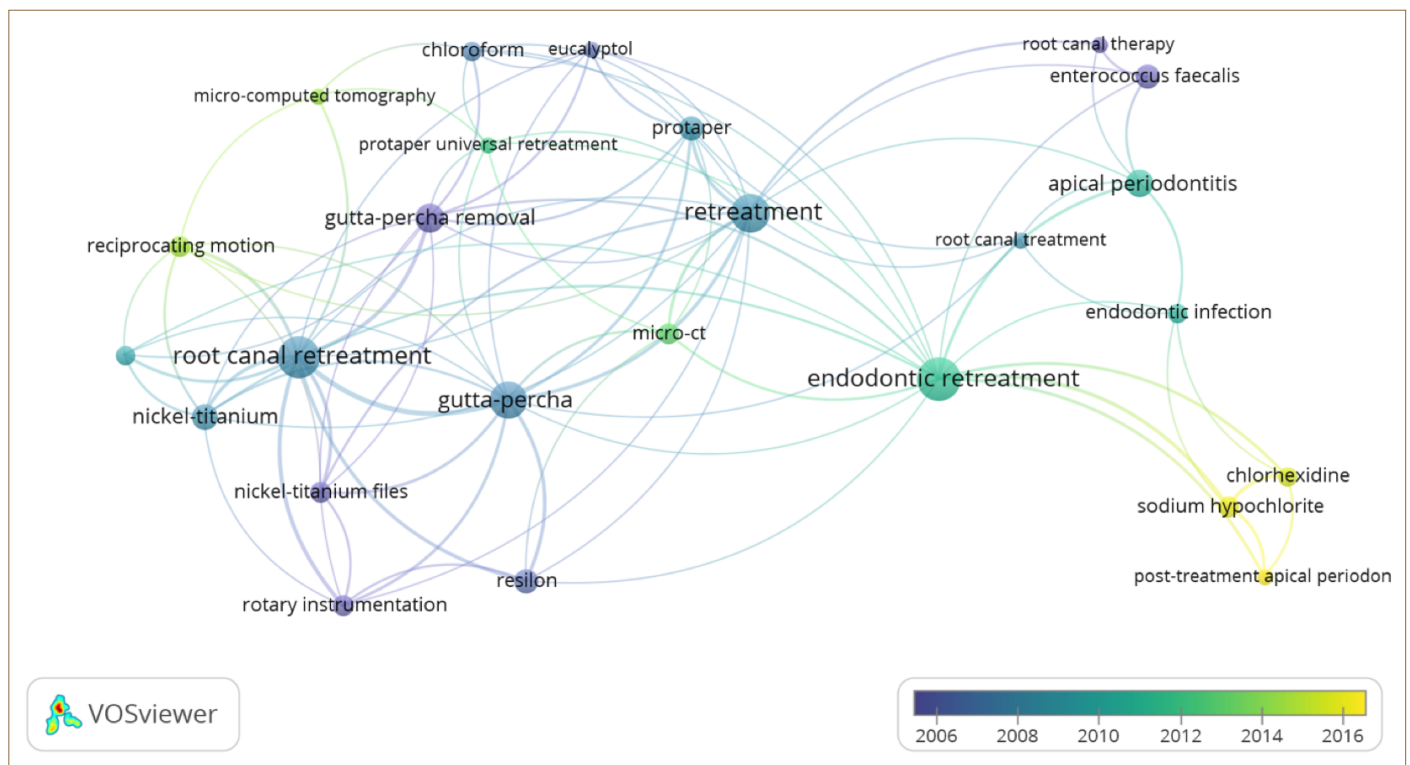 chloroform
eucalyptol
root canal therapy
enterococcus faecalis
micro-computed tomography
protaper
protaper universal retreatment
apical periodontitis
gutta-percha removal
retreatment
reciprocating motion
root canal treatment
endodontic infection
micro-ct
root canal retreatment
endodontic retreatment
gutta-percha
nickel-titanium
chlorhexidine
nickel-titanium files
sodium hypochlorite
post-treatment apical periodon
resilon
rotary instrumentation
VOSviewer
2006 2008 2010 2012 2014 2016